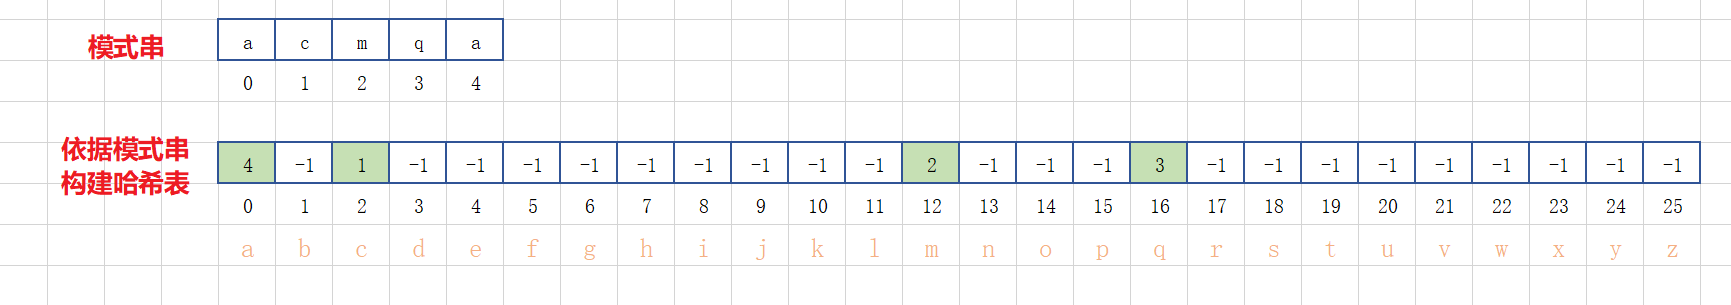 模式串 a c m q a
0 1 2 3 4
依据模式串
构建哈希表
4 -1 1 -1 -1 -1 -1 -1 -1 -1 -1 -1 2 -1 -1 -1 3 -1 -1 -1 -1 -1 -1 -1 -1 -1
0 1 2 3 4 5 6 7 8 9 10 11 12 13 14 15 16 17 18 19 20 21 22 23 24 25
a b c d e f g h i j k l m n o p q r s t u v w x y z